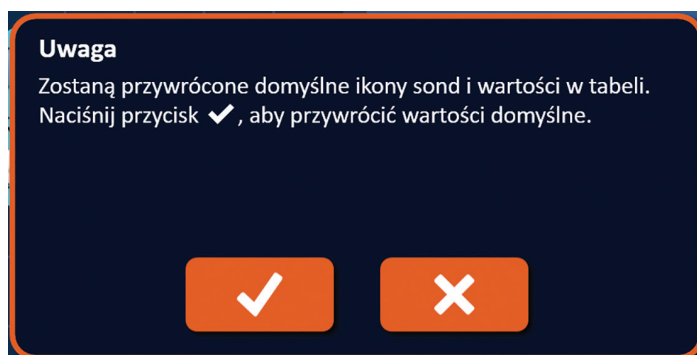 Uwaga
Zostaną przywrócone domyślne ikony sond i wartości w tabeli.
Naciśnij przycisk ✔, aby przywrócić wartości domyślne.